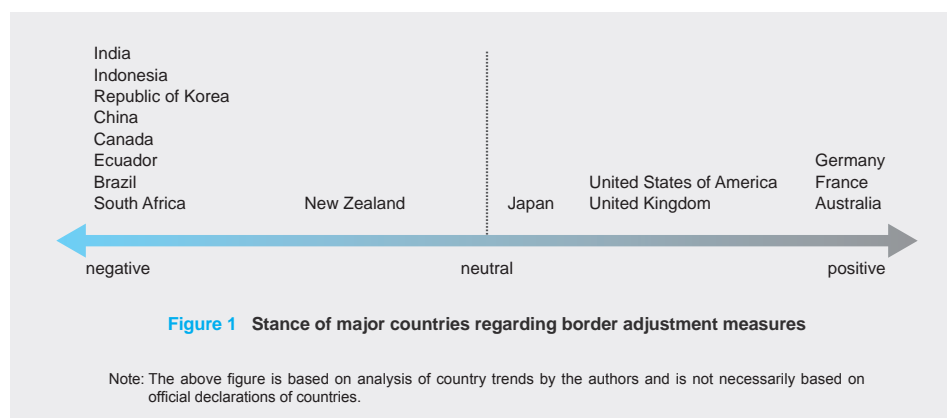 India
Indonesia
Republic of Korea
China
Canada
Ecuador
Brazil
South Africa
New Zealand
Japan
United States of America
United Kingdom
Germany
France
Australia
negative
neutral
positive
Figure 1 Stance of major countries regarding border adjustment measures
Note: The above figure is based on analysis of country trends by the authors and is not necessarily based on
official declarations of countries.